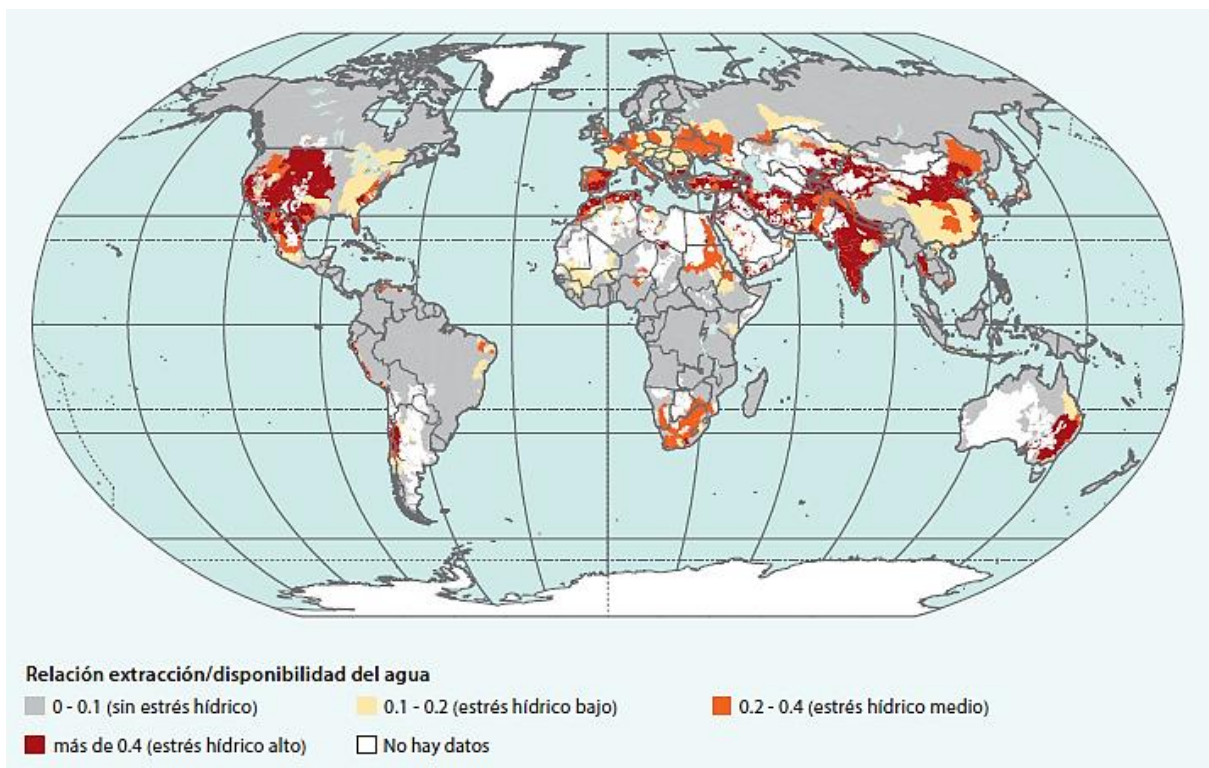 Relación extracción/disponibilidad del agua
0 - 0.1 (sin estrés hídrico)
0.1 - 0.2 (estrés hídrico bajo)
0.2 - 0.4 (estrés hídrico medio)
más de 0.4 (estrés hídrico alto)
No hay datos